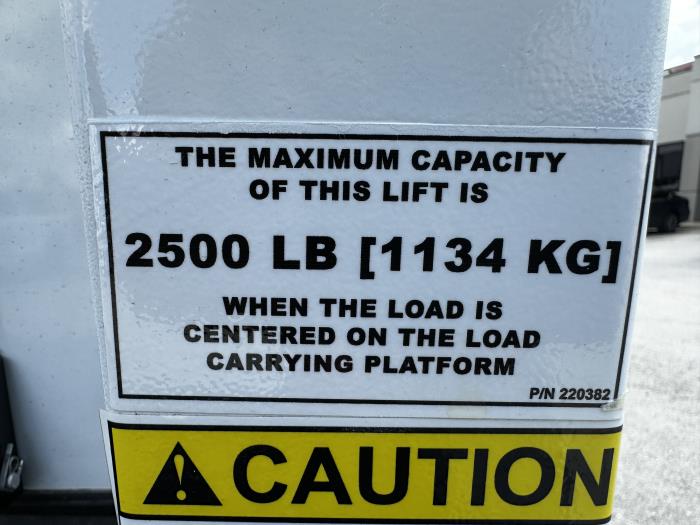 THE MAXIMUM CAPACITY
OF THIS LIFT IS
2500 LB [1134 KG]
WHEN THE LOAD IS
CENTERED ON THE LOAD
CARRYING PLATFORM
P/N 220382
CAUTION